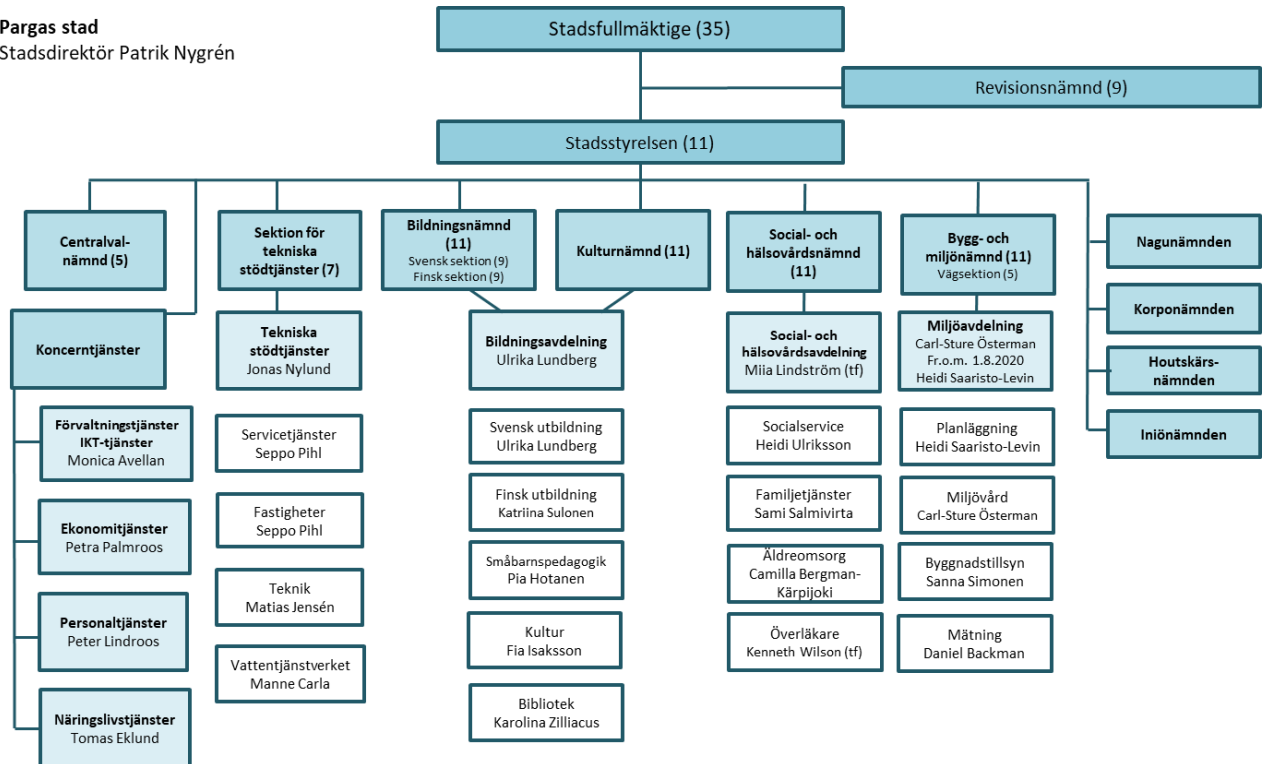 Pargas stad
Stadsdirektör Patrik Nygrén
Stadsfullmäktige (35)
Revisionsnämnd (9)
Stadsstyrelsen (11)
Centralval-
nämnd (5)
Sektion för
tekniska
stödtjänster (7)
Bildningsnämnd
(11)
Svensk sektion (9)
Finsk sektion (9)
Kulturnämnd (11)
Social- och
hälsovårdsnämnd
(11)
Bygg- och
miljönämnd (11)
Vägsektion (5)
Nagunämnden
Korponämnden
Houtskärs-
nämnden
Iniönämnden
Koncerntjänster
Förvaltningstjänster
IKT-tjänster
Monica Avellan
Ekonomitjänster
Petra Palmroos
Personaltjänster
Peter Lindroos
Näringslivstjänster
Tomas Eklund
Tekniska
stödtjänster
Jonas Nylund
Servicetjänster
Seppo Pihl
Fastigheter
Seppo Pihl
Teknik
Matias Jensén
Vattentjänstverket
Manne Carla
Bildningsavdelning
Ulrika Lundberg
Svensk utbildning
Ulrika Lundberg
Finsk utbildning
Katriina Sulonen
Småbarnspedagogik
Pia Hotanen
Kultur
Fia Isaksson
Bibliotek
Karolina Zilliacus
Social- och
hälsovårdsavdelning
Miia Lindström (tf)
Socialservice
Heidi Ulriksson
Familjetjänster
Sami Salmivirta
Äldreomsorg
Camilla Bergman-
Kärpijoki
Överläkare
Kenneth Wilson (tf)
Miljöavdelning
Carl-Sture Österman
Fr.o.m. 1.8.2020
Heidi Saaristo-Levin
Planläggning
Heidi Saaristo-Levin
Miljövård
Carl-Sture Österman
Byggnadstillsyn
Sanna Simonen
Mätning
Daniel Backman